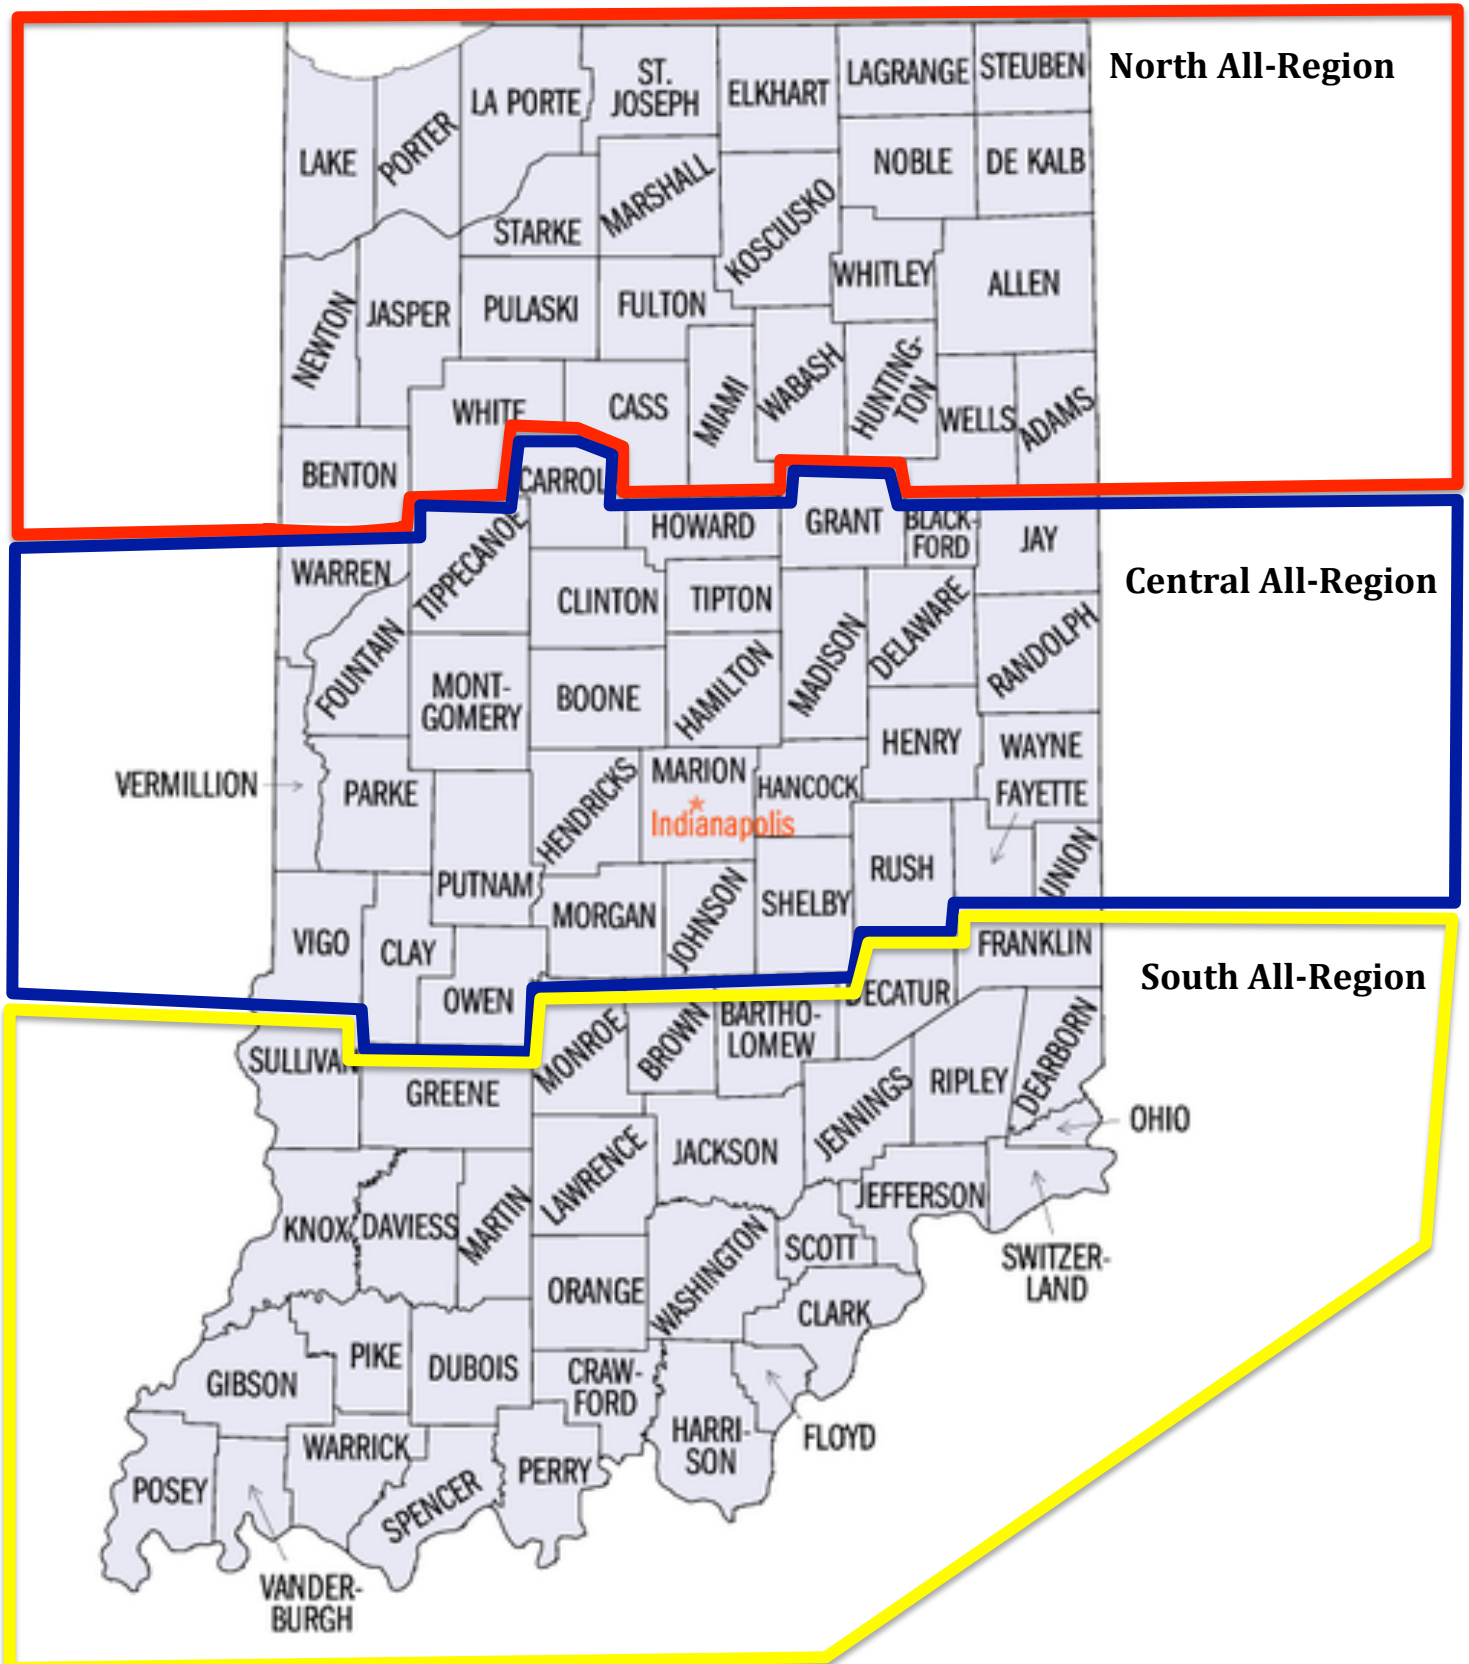 North All-Region
LAKE
PORTER
LA PORTE
ST.
JOSEPH
ELKHART
LAGRANGE
STEUBEN
NOBLE
DE KALB
STARKE
MARSHALL
KOSCIUSKO
WHITLEY
ALLEN
NEWTON
JASPER
PULASKI
FULTON
WHITE
CASS
MIAMI
WABASH
HUNTING-
TON
WELLS
ADAMS
BENTON
CARROL
Central All-Region
WARREN
TIPPECANOE
HOWARD
GRANT
BLACK-
FORD
JAY
CLINTON
TIPTON
FOUNTAIN
MONT-
GOMERY
BOONE
HAMILTON
MADISON
DELAWARE
RANDOLPH
HENRY
WAYNE
VERMILLION
PARKE
HENDRICKS
MARION
Indianapolis
HANCOCK
FAYETTE
PUTNAM
RUSH
UNION
MORGAN
JOHNSON
SHELBY
VIGO
CLAY
OWEN
South All-Region
FRANKLIN
DECATUR
SULLIVAN
GREENE
MONROE
BROWN
BARTHO-
LOMEW
JENNINGS
RIPLEY
DEARBORN
OHIO
LAWRENCE
JACKSON
JEFFERSON
KNOX
DAVIESS
MARTIN
SCOTT
SWITZER-
LAND
ORANGE
WASHINGTON
CLARK
GIBSON
PIKE
DUBOIS
CRAW-
FORD
HARRI-
SON
FLOYD
POSEY
WARRICK
SPENCER
PERRY
VANDER-
BURGH